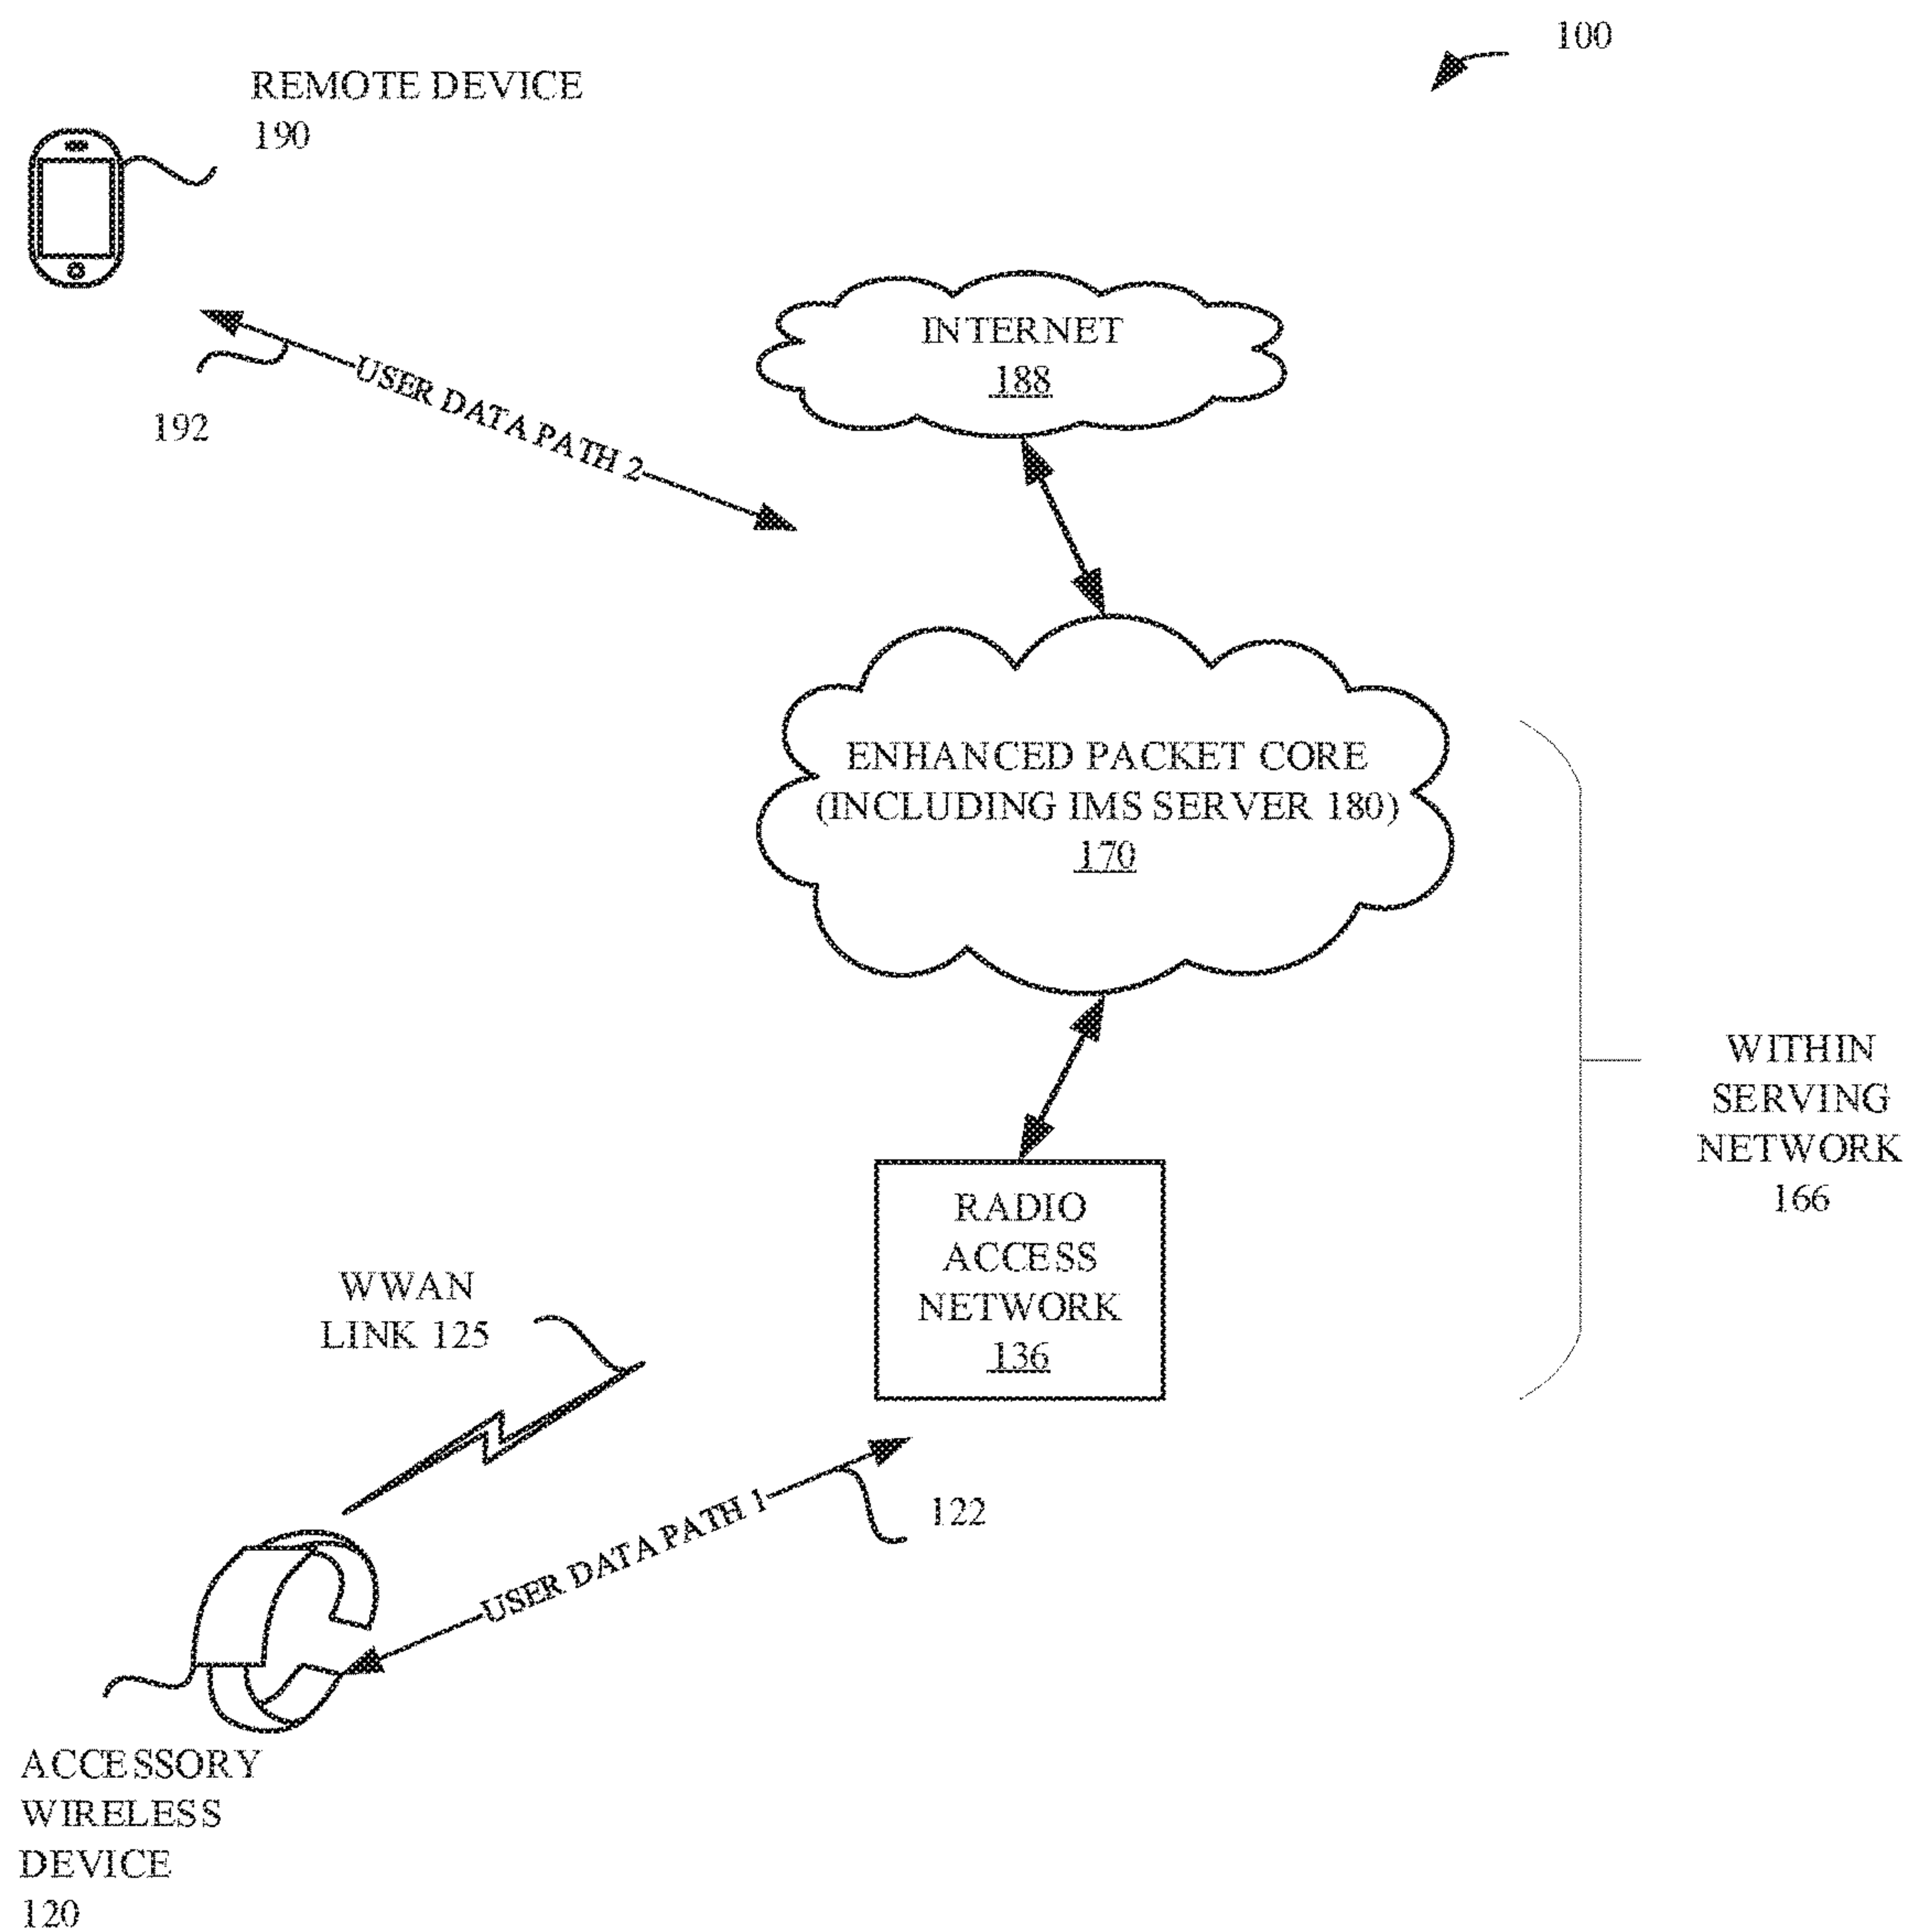 100
REMOTE DEVICE
190
INTERNET
188
USER DATA PATH 2
192
ENHANCED PACKET CORE
(INCLUDING IMS SERVER 180)
170
WITHIN
SERVING
NETWORK
166
RADIO
ACCESS
NETWORK
136
WWAN
LINK 125
USER DATA PATH 1
122
ACCESSORY
WIRELESS
DEVICE
120